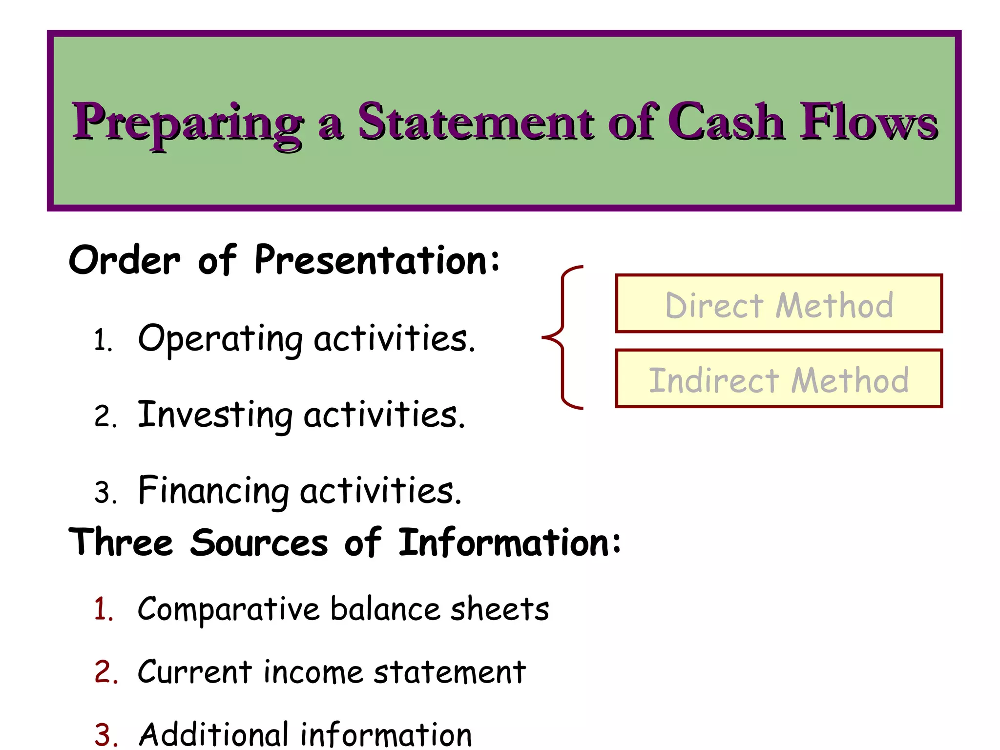 Preparing a Statement of Cash Flows
Order of Presentation:
Direct Method
1. Operating activities.
Indirect Method
2. Investing activities.
3. Financing activities.
Three Sources of Information:
1. Comparative balance sheets
2. Current income statement
3. Additional information